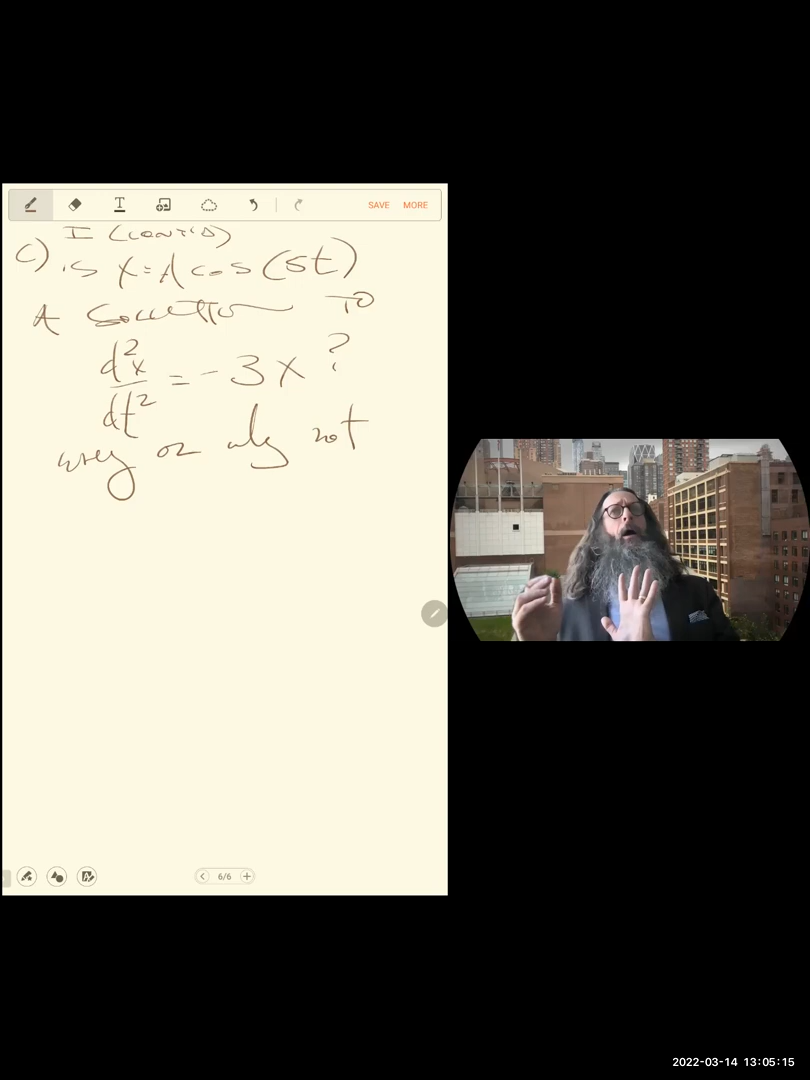 SAVE MORE
I (CONT'D)
C) is x=A cos(5t)
A SOLUTION TO
d²x/dt² = -3x ?
why or why not
6/6
2022-03-14 13:05:15